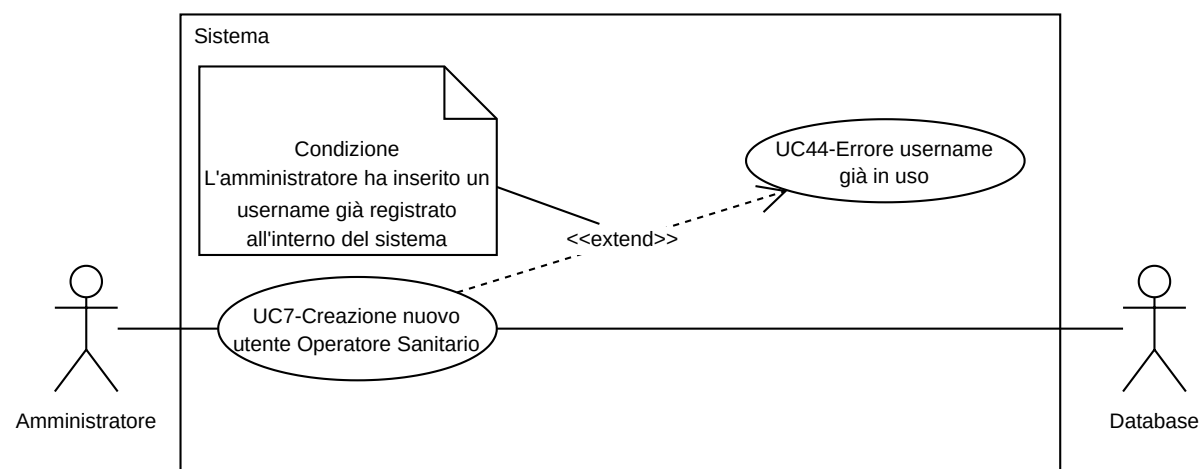 Sistema
Condizione
L'amministratore ha inserito un
username già registrato
all'interno del sistema
UC44-Errore username
già in uso
<<extend>>
UC7-Creazione nuovo
utente Operatore Sanitario
Amministratore
Database